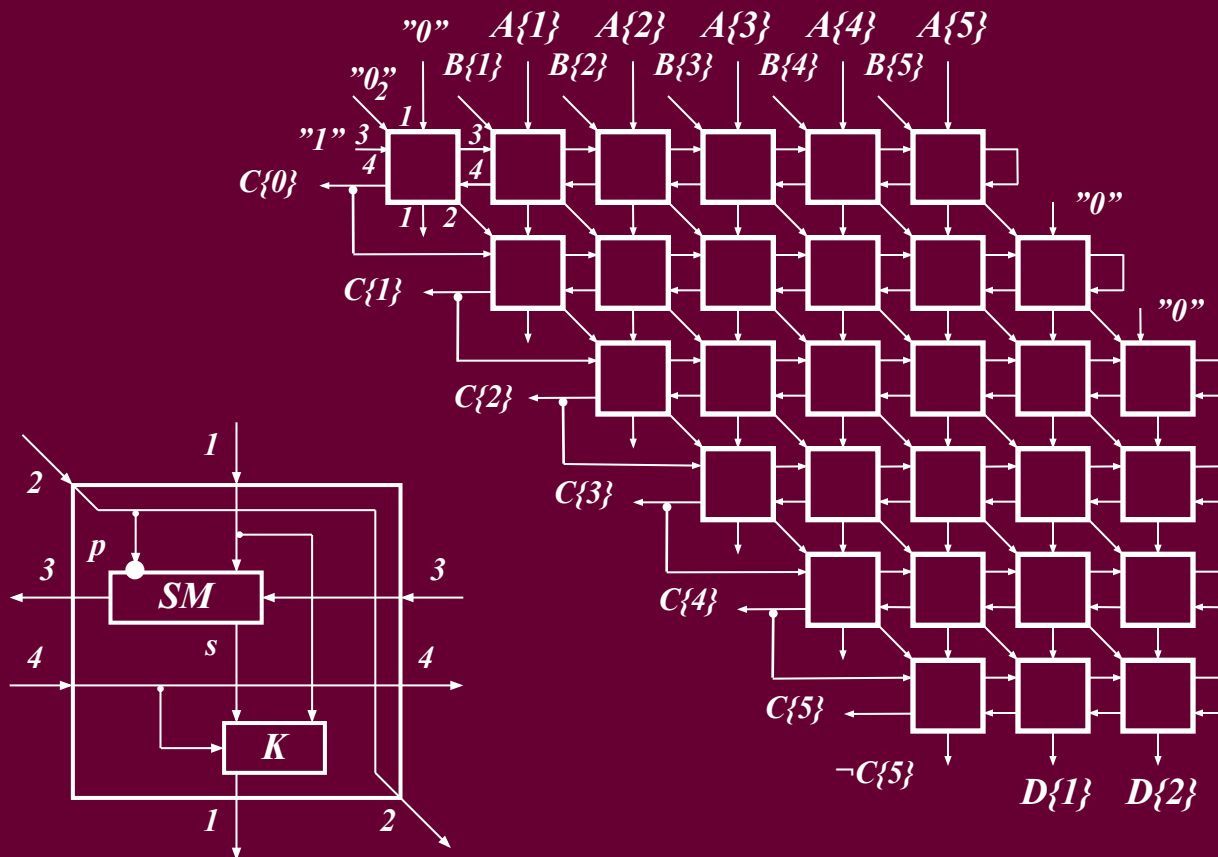 "0" A{1} A{2} A{3} A{4} A{5}
"0" B{1} B{2} B{3} B{4} B{5}
2 1
"1" 3 3
4 4
C{0}
1 2 "0"
C{1}
"0"
C{2}
1
2
C{3}
p
3 SM 3
C{4}
s
4 4
C{5}
K
¬C{5} D{1} D{2}
1 2